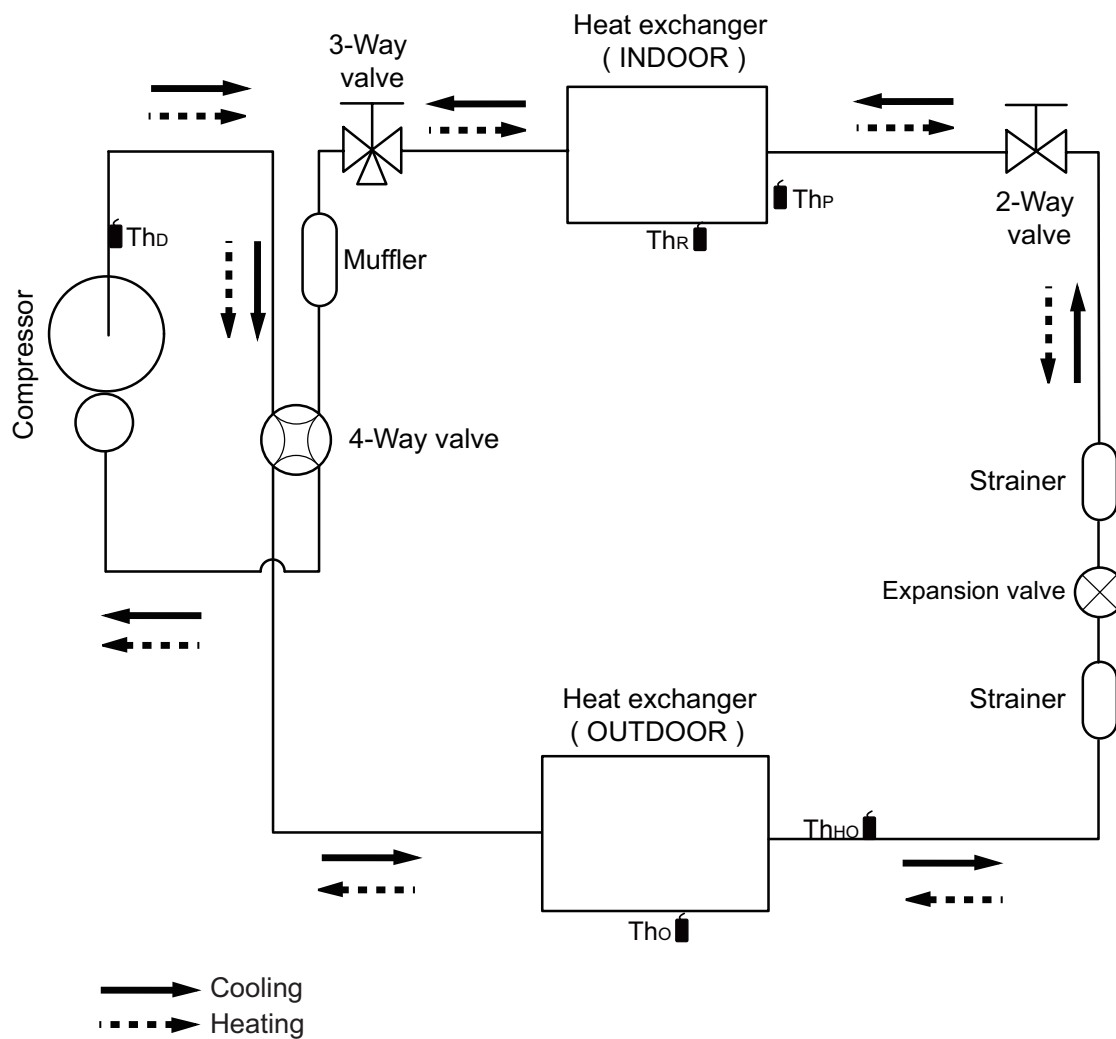 Heat exchanger
( INDOOR )
3-Way
valve
ThP
ThR
2-Way
valve
ThD
Muffler
Compressor
4-Way valve
Strainer
Expansion valve
Strainer
Heat exchanger
( OUTDOOR )
ThHO
ThO
Cooling
Heating